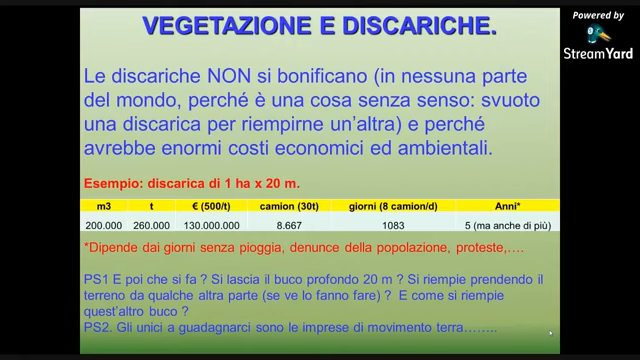 VEGETAZIONE E DISCARICHE.
Powered by
StreamYard
Le discariche NON si bonificano (in nessuna parte
del mondo, perché è una cosa senza senso: svuoto
una discarica per riempirne un'altra) e perché
avrebbe enormi costi economici ed ambientali.
Esempio: discarica di 1 ha x 20 m.
m3 t € (500/t) camion (30t) giorni (8 camion/d) Anni*
200.000 260.000 130.000.000 8.667 1083 5 (ma anche di più)
*Dipende dai giorni senza pioggia, denunce della popolazione, proteste,….
PS1 E poi che si fa ? Si lascia il buco profondo 20 m ? Si riempie prendendo il
terreno da qualche altra parte (se ve lo fanno fare) ? E come si riempie
quest'altro buco ?
PS2. Gli unici a guadagnarci sono le imprese di movimento terra……..